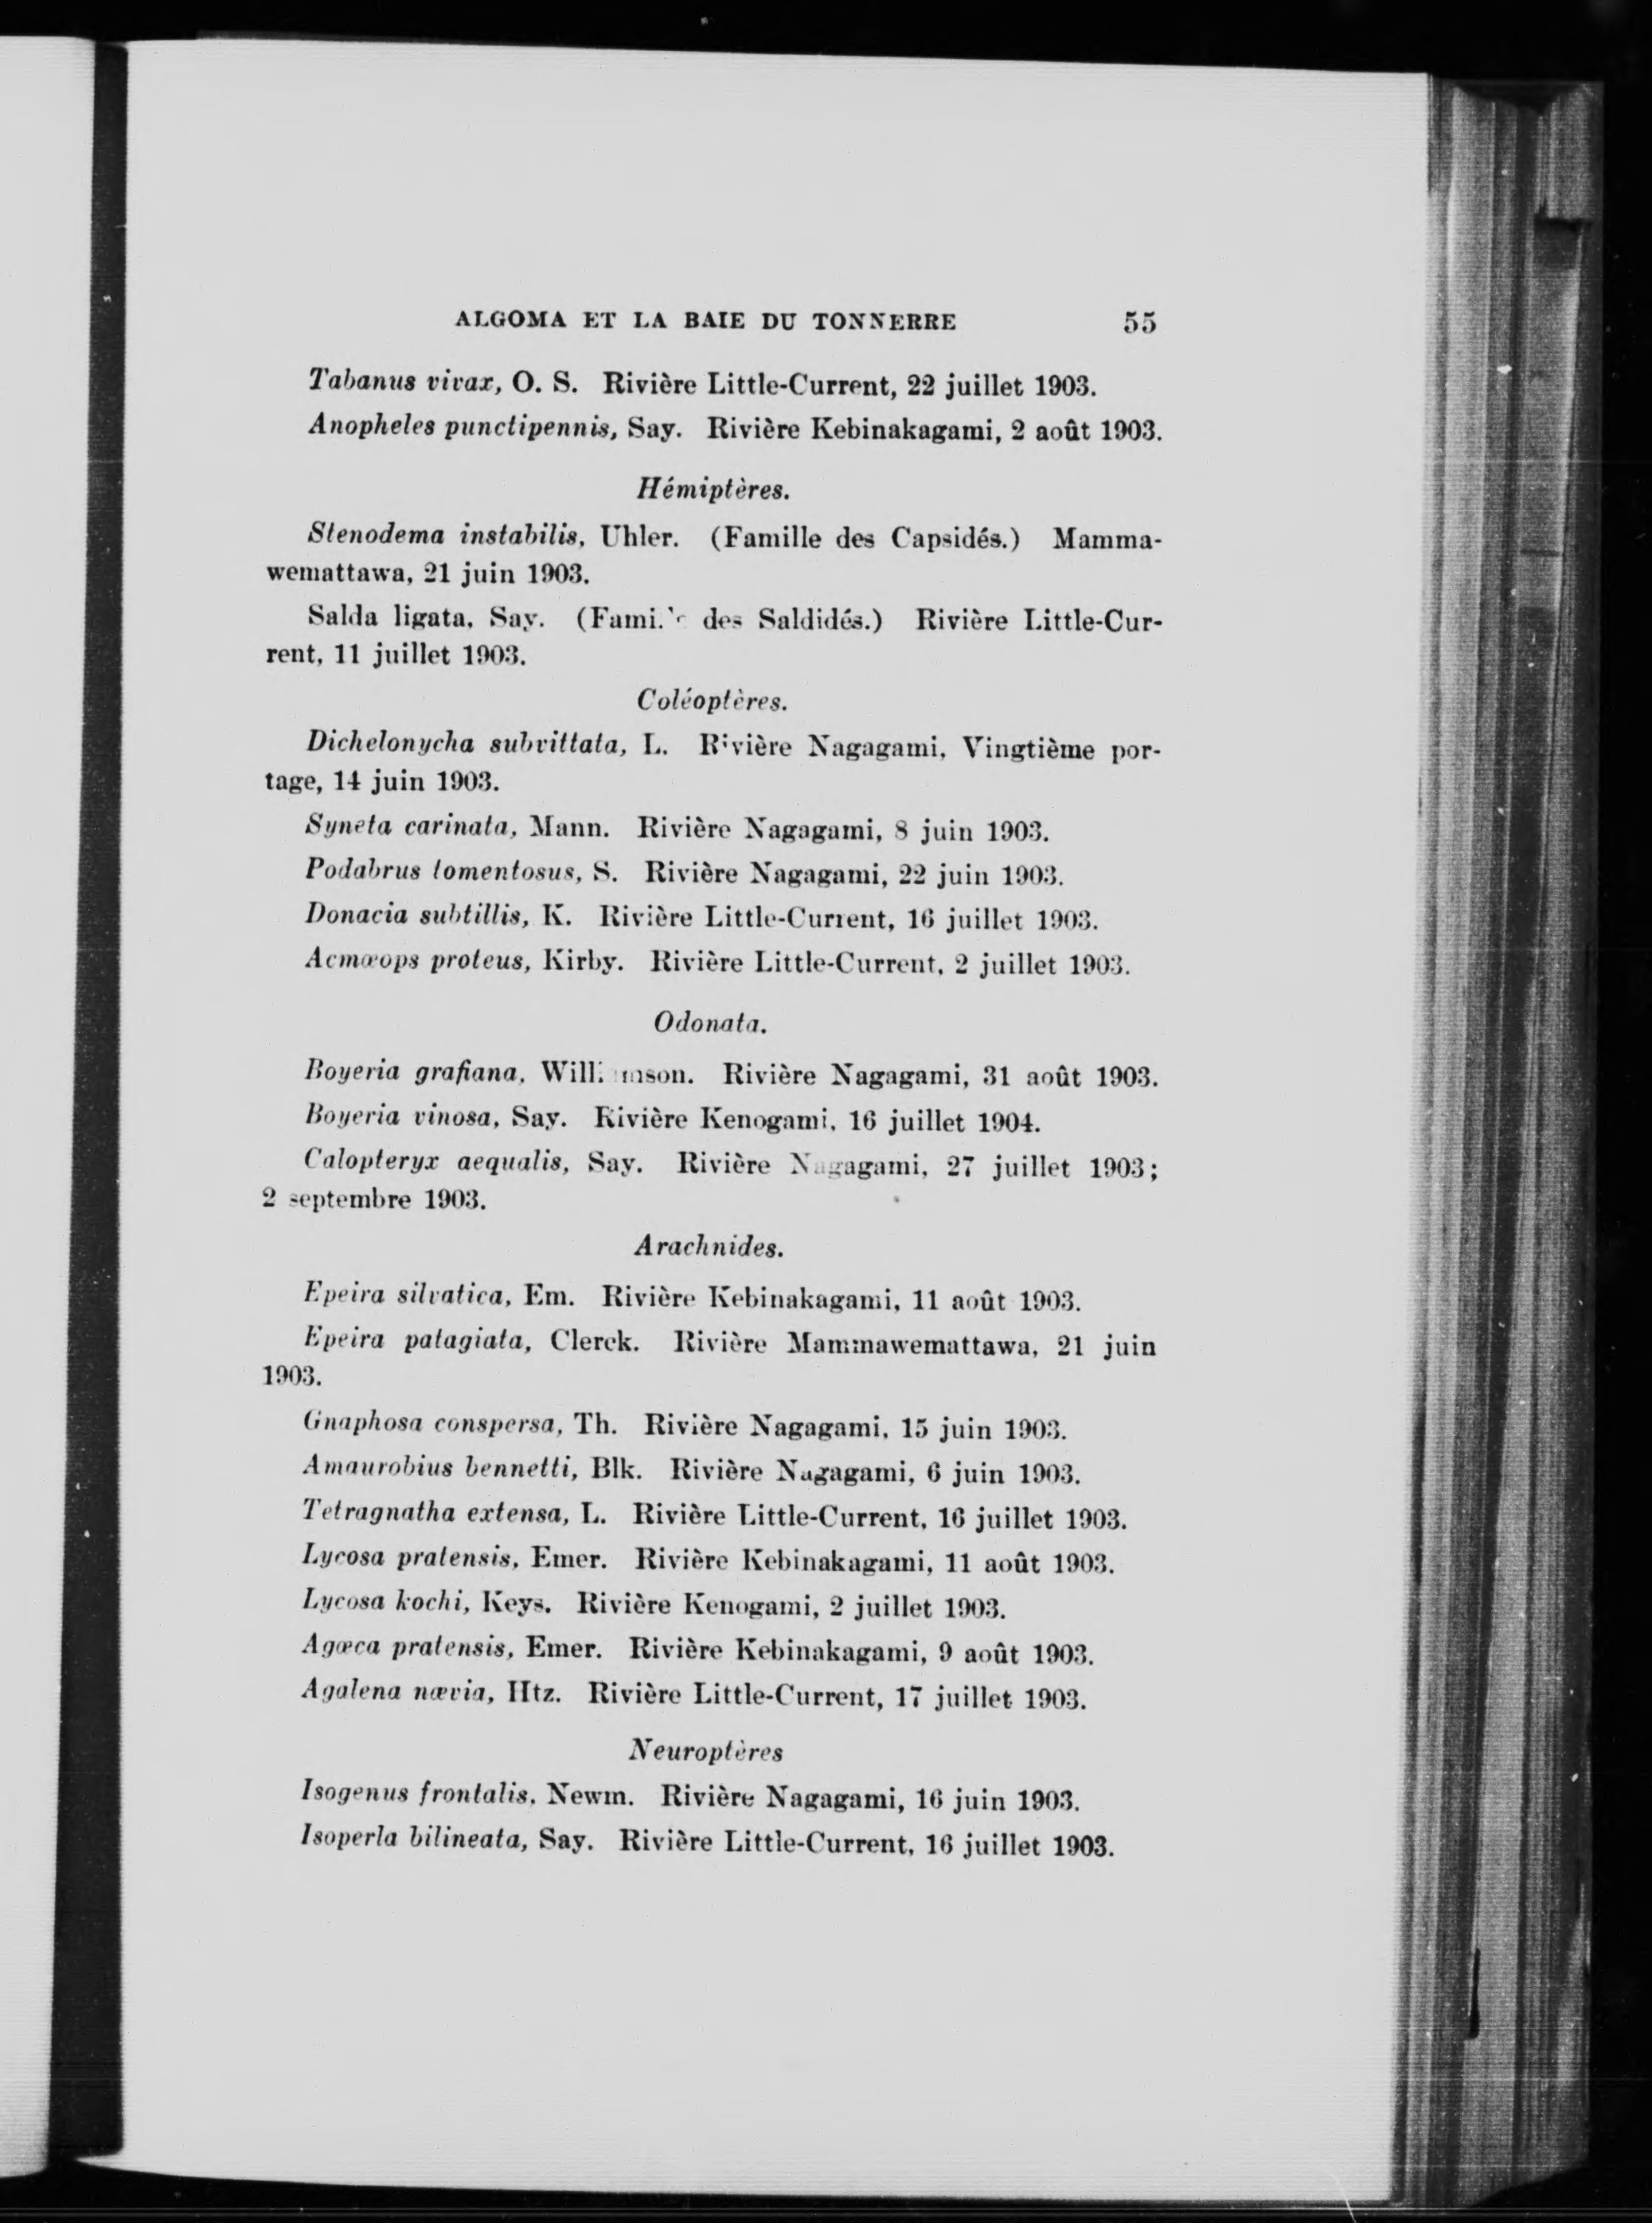 ALGOMA ET LA BAIE DU TONNERRE 55
Tabanus vivax, O. S. Rivière Little-Current, 22 juillet 1903.
Anopheles punctipennis, Say. Rivière Kebinakagami, 2 août 1903.
Hémiptères.
Stenodema instabilis, Uhler. (Famille des Capsidés.) Mamma-
wemattawa, 21 juin 1903.
Salda ligata, Say. (Famille des Saldidés.) Rivière Little-Cur-
rent, 11 juillet 1903.
Coléoptères.
Dichelonycha subvittata, L. Rivière Nagagami, Vingtième por-
tage, 14 juin 1903.
Syneta carinata, Mann. Rivière Nagagami, 8 juin 1903.
Podabrus tomentosus, S. Rivière Nagagami, 22 juin 1903.
Donacia subtillis, K. Rivière Little-Current, 16 juillet 1903.
Acmœops proteus, Kirby. Rivière Little-Current, 2 juillet 1903.
Odonata.
Boyeria grafiana, Williamson. Rivière Nagagami, 31 août 1903.
Boyeria vinosa, Say. Rivière Kenogami, 16 juillet 1904.
Calopteryx aequalis, Say. Rivière Nagagami, 27 juillet 1903;
2 septembre 1903.
Arachnides.
Epeira silvatica, Em. Rivière Kebinakagami, 11 août 1903.
Epeira patagiata, Clerck. Rivière Mammawemattawa, 21 juin
1903.
Gnaphosa conspersa, Th. Rivière Nagagami, 15 juin 1903.
Amaurobius bennetti, Blk. Rivière Nagagami, 6 juin 1903.
Tetragnatha extensa, L. Rivière Little-Current, 16 juillet 1903.
Lycosa pratensis, Emer. Rivière Kebinakagami, 11 août 1903.
Lycosa kochi, Keys. Rivière Kenogami, 2 juillet 1903.
Agœca pratensis, Emer. Rivière Kebinakagami, 9 août 1903.
Agalena nævia, Htz. Rivière Little-Current, 17 juillet 1903.
Neuroptères
Isogenus frontalis, Newm. Rivière Nagagami, 16 juin 1903.
Isoperla bilineata, Say. Rivière Little-Current, 16 juillet 1903.